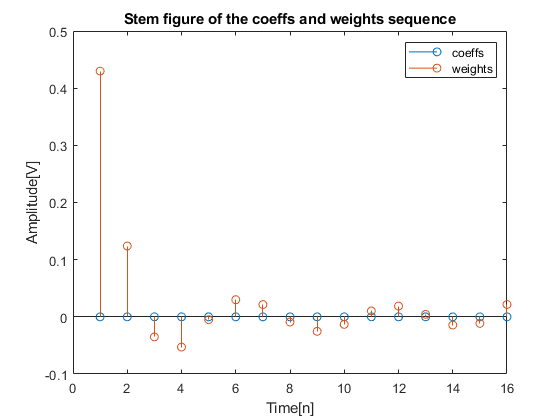 Stem figure of the coeffs and weights sequence
0.5
0.4
0.3
0.2
0.1
0
-0.1
Amplitude[V]
coeffs
weights
0 2 4 6 8 10 12 14 16
Time[n]